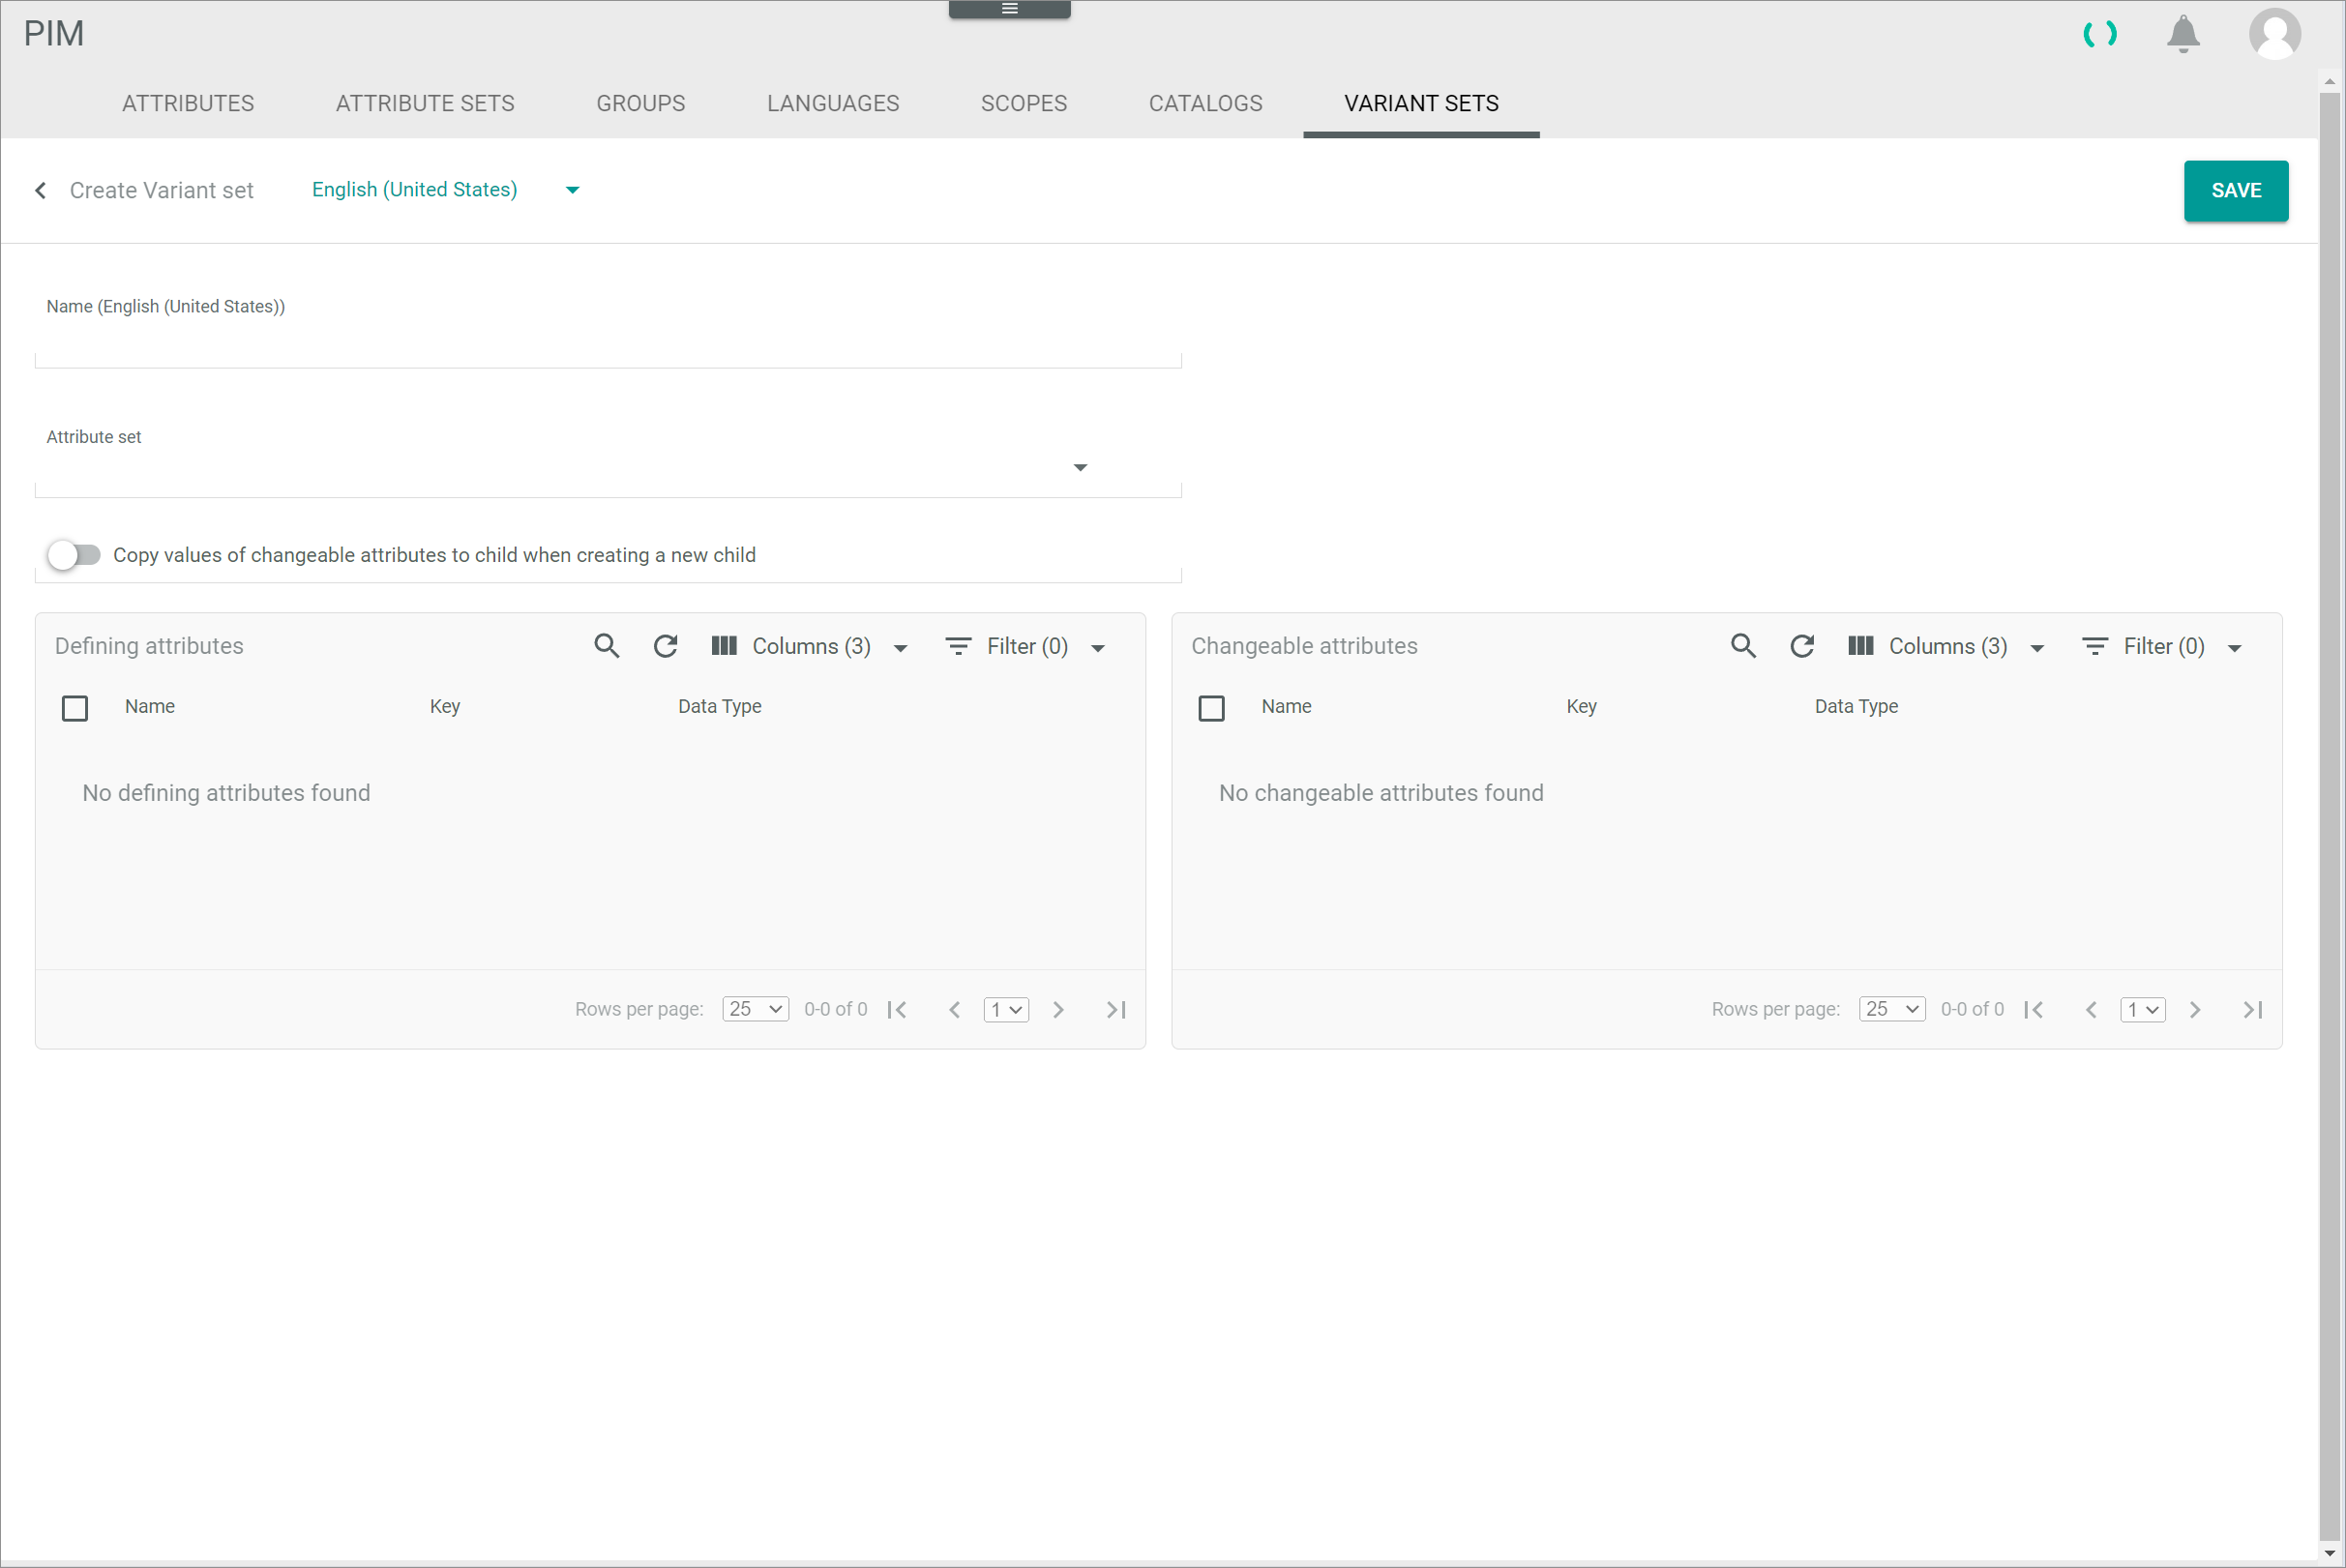 PIM
ATTRIBUTES ATTRIBUTE SETS GROUPS LANGUAGES SCOPES CATALOGS VARIANT SETS
Create Variant set English (United States) SAVE
Name (English (United States))
Attribute set
Copy values of changeable attributes to child when creating a new child
Defining attributes Columns (3) Filter (0)
Name Key Data Type
No defining attributes found
Rows per page: 25 0-0 of 0 1
Changeable attributes Columns (3) Filter (0)
Name Key Data Type
No changeable attributes found
Rows per page: 25 0-0 of 0 1